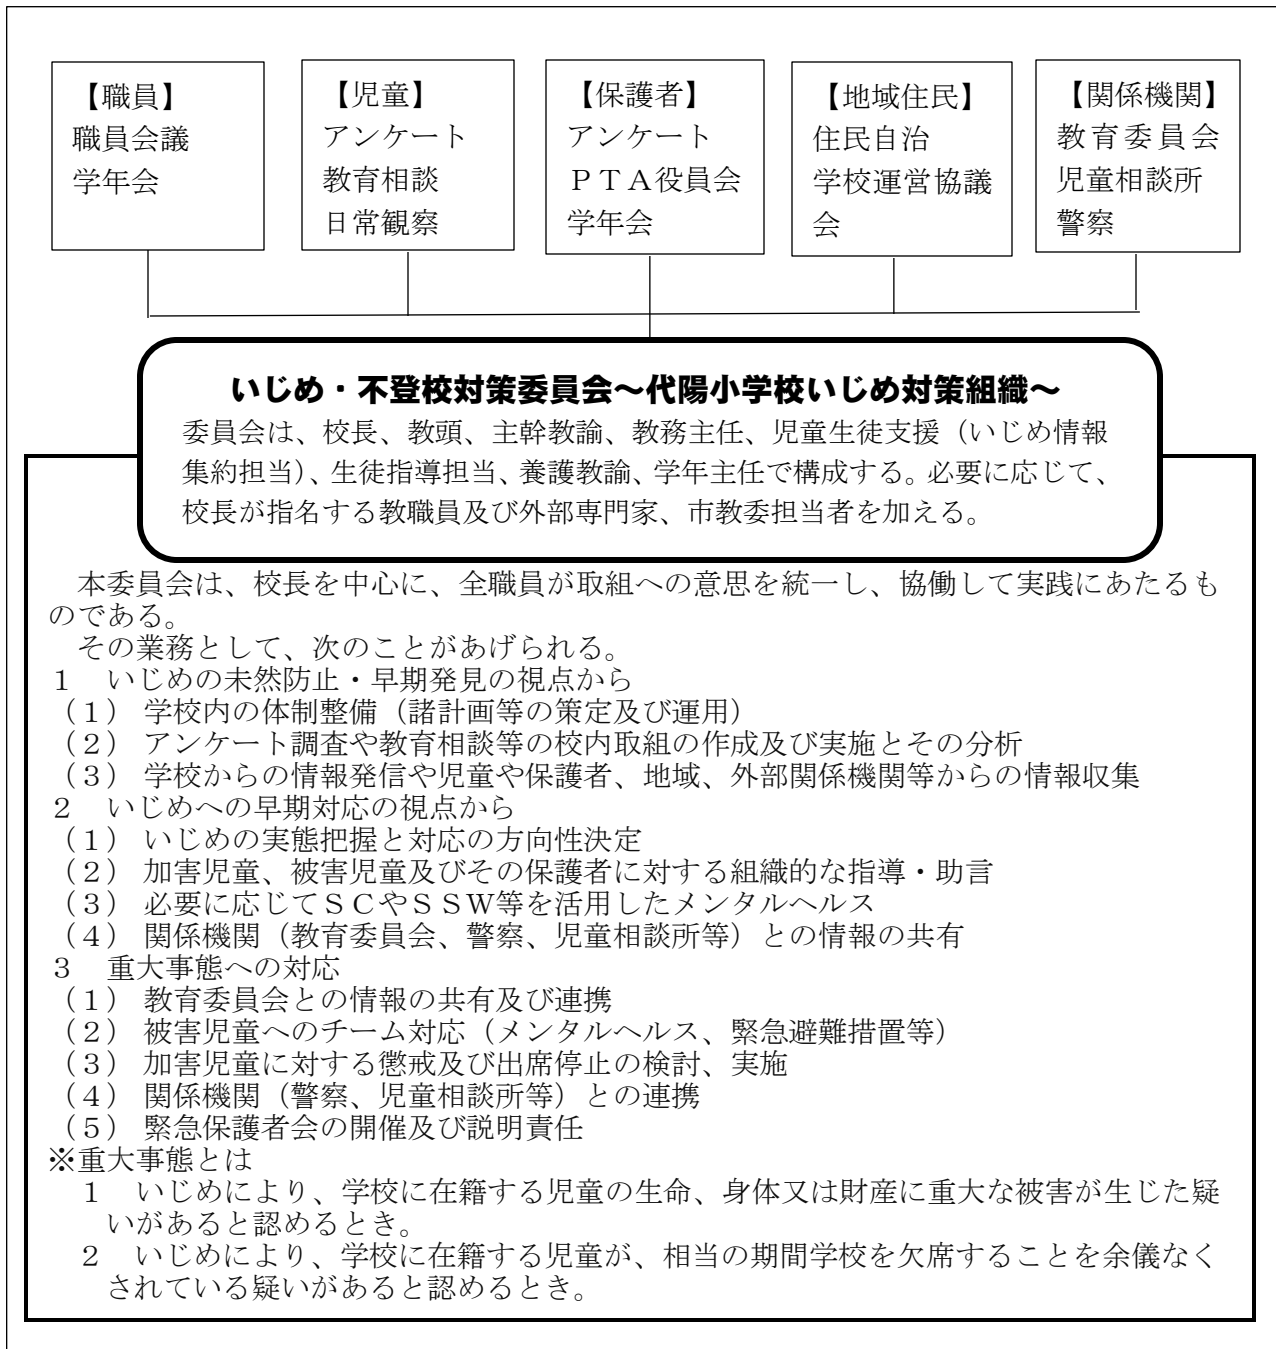 【職員】
職員会議
学年会
【児童】
アンケート
教育相談
日常観察
【保護者】
アンケート
ＰＴＡ役員会
学年会
【地域住民】
住民自治
学校運営協議
会
【関係機関】
教育委員会
児童相談所
警察
いじめ・不登校対策委員会～代陽小学校いじめ対策組織～
委員会は、校長、教頭、主幹教諭、教務主任、児童生徒支援（いじめ情報
集約担当）、生徒指導担当、養護教諭、学年主任で構成する。必要に応じて、
校長が指名する教職員及び外部専門家、市教委担当者を加える。
本委員会は、校長を中心に、全職員が取組への意思を統一し、協働して実践にあたるも
のである。
その業務として、次のことがあげられる。
１　いじめの未然防止・早期発見の視点から
（１） 学校内の体制整備（諸計画等の策定及び運用）
（２） アンケート調査や教育相談等の校内取組の作成及び実施とその分析
（３） 学校からの情報発信や児童や保護者、地域、外部関係機関等からの情報収集
２　いじめへの早期対応の視点から
（１） いじめの実態把握と対応の方向性決定
（２） 加害児童、被害児童及びその保護者に対する組織的な指導・助言
（３） 必要に応じてＳＣやＳＳＷ等を活用したメンタルヘルス
（４） 関係機関（教育委員会、警察、児童相談所等）との情報の共有
３　重大事態への対応
（１） 教育委員会との情報の共有及び連携
（２） 被害児童へのチーム対応（メンタルヘルス、緊急避難措置等）
（３） 加害児童に対する懲戒及び出席停止の検討、実施
（４） 関係機関（警察、児童相談所等）との連携
（５） 緊急保護者会の開催及び説明責任
※重大事態とは
１　いじめにより、学校に在籍する児童の生命、身体又は財産に重大な被害が生じた疑
いがあると認めるとき。
２　いじめにより、学校に在籍する児童が、相当の期間学校を欠席することを余儀なく
されている疑いがあると認めるとき。